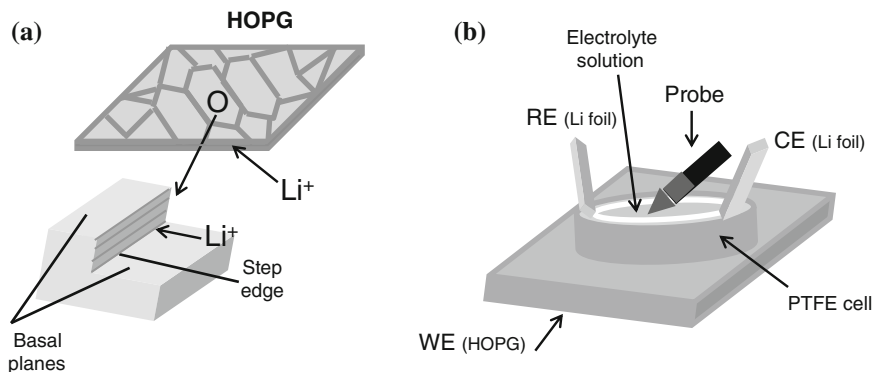 (a)
HOPG
O
Li⁺
Li⁺
Step
edge
Basal
planes
(b)
Electrolyte
solution
Probe
RE (Li foil)
CE (Li foil)
PTFE cell
WE (HOPG)